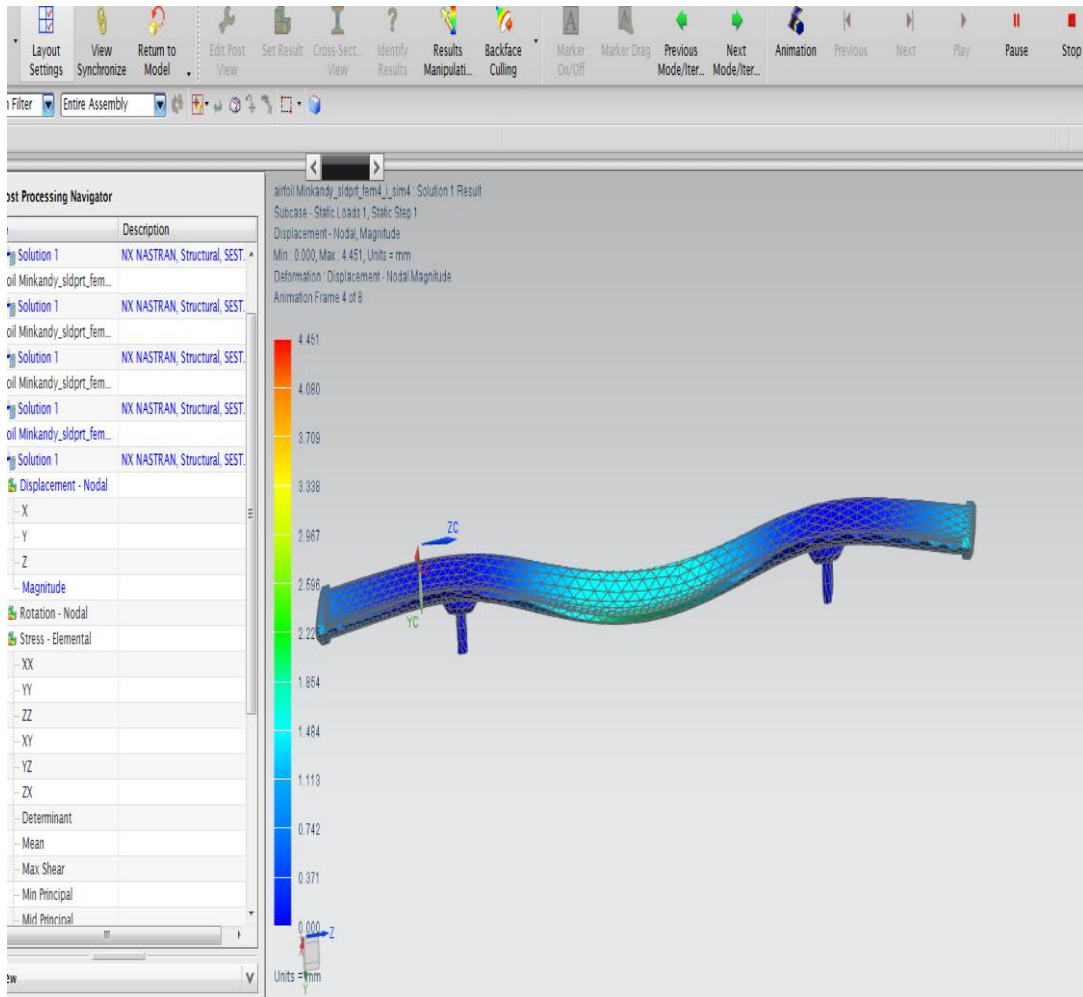 Layout Settings
View Synchronize
Return to Model
Edit Post View
Set Result
Cross-Sect... View
Identify Results
Results Manipulati...
Backface Culling
Marker On/Off
Marker Drag
Previous Mode/Iter...
Next Mode/Iter...
Animation
Previous
Next
Play
Pause
Stop
Filter
Entire Assembly
ost Processing Navigator
Description
Solution 1 NX NASTRAN, Structural, SEST.
oil Minkandy_sldprt_fem...
Solution 1 NX NASTRAN, Structural, SEST.
oil Minkandy_sldprt_fem...
Solution 1 NX NASTRAN, Structural, SEST.
oil Minkandy_sldprt_fem...
Solution 1 NX NASTRAN, Structural, SEST.
oil Minkandy_sldprt_fem...
Solution 1 NX NASTRAN, Structural, SEST.
Displacement - Nodal
X
Y
Z
Magnitude
Rotation - Nodal
Stress - Elemental
XX
YY
ZZ
XY
YZ
ZX
Determinant
Mean
Max Shear
Min Principal
Mid Principal
ew
airfoil Minkandy_sldprt_fem4_i_sim4 : Solution 1 Result
Subcase - Static Loads 1, Static Step 1
Displacement - Nodal, Magnitude
Min : 0.000, Max : 4.451, Units = mm
Deformation : Displacement - Nodal Magnitude
Animation Frame 4 of 8
4.451
4.080
3.709
3.338
2.967
2.596
2.22
1.854
1.484
1.113
0.742
0.371
0.000
Units = mm
ZC
YC
Z
Y